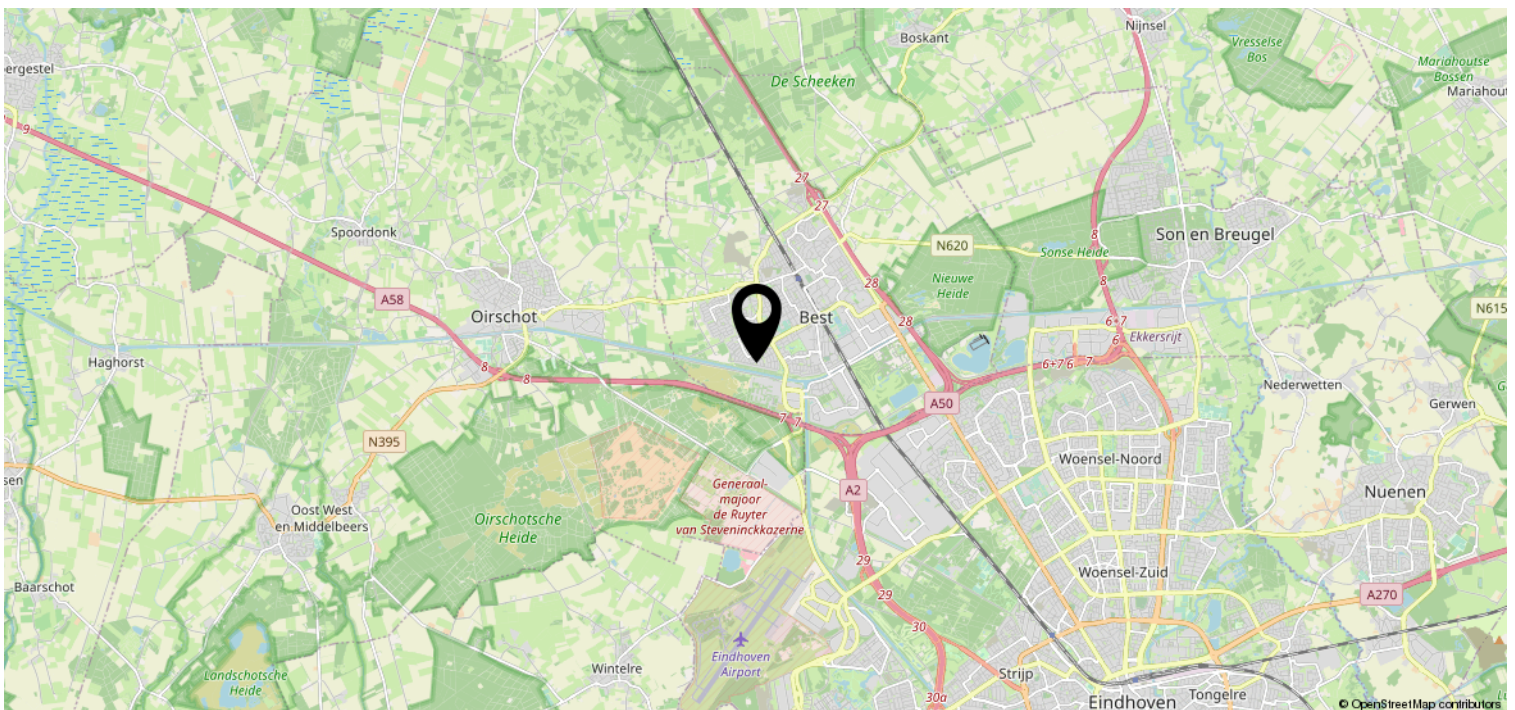 Nijnsel
Boskant
Vresselse
Bos
Mariahoutse
Bossen
Mariahout
ergestel
De Scheeken
9
27
27
Spoordonk
N620
Sonse Heide
8
Son en Breugel
Nieuwe
Heide
28
8
A58
Oirschot
Best
28
6+7
6
Ekkersrijt
N615
Haghorst
8
8
6+7
6
7
Nederwetten
A50
Gerwen
7
7
N395
Woensel-Noord
sen
Generaal-
majoor
de Ruyter
van Steveninckkazerne
A2
Nuenen
Oost West
en Middelbeers
Oirschotsche
Heide
29
Woensel-Zuid
Baarschot
29
A270
30
Eindhoven
Airport
Wintelre
Landschotsche
Heide
Strijp
30a
Eindhoven
Tongelre
© OpenStreetMap contributors